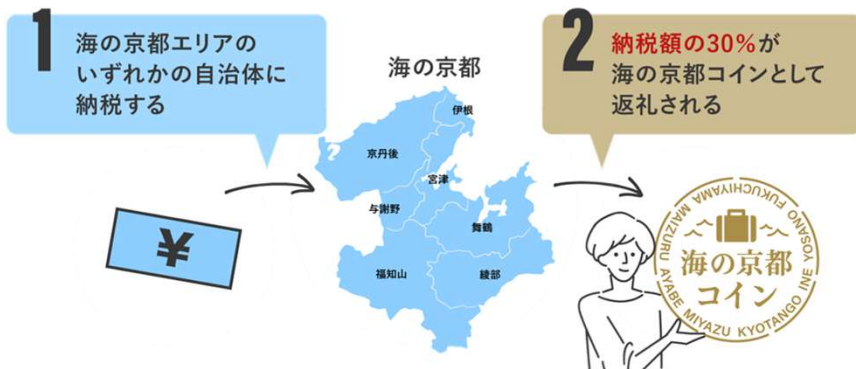 1
海の京都エリアの
いずれかの自治体に
納税する
2
納税額の30%が
海の京都コインとして
返礼される
海の京都
伊根
京丹後
宮津
与謝野
舞鶴
福知山
綾部
¥
海の京都
コイン
MAIZURU AYABE MIYAZU KYOTANGO INE YOSANO FUKUCHIYAMA